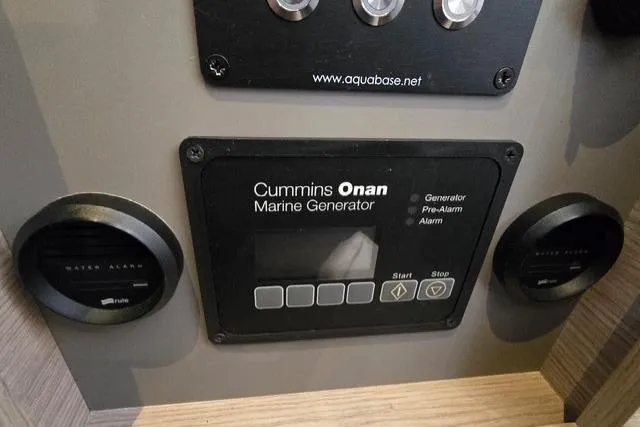 www.aquabase.net
Cummins Onan
Marine Generator
Generator
Pre-Alarm
Alarm
Start Stop
WATER ALARM
rule
WATER ALARM
rule